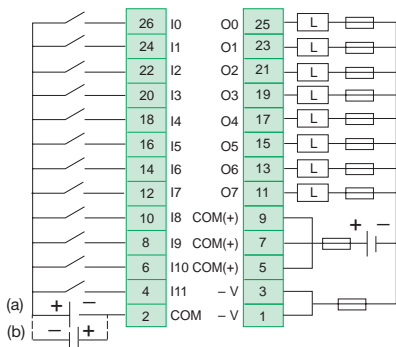 26 I0 O0 25 L
24 I1 O1 23 L
22 I2 O2 21 L
20 I3 O3 19 L
18 I4 O4 17 L
16 I5 O5 15 L
14 I6 O6 13 L
12 I7 O7 11 L
10 I8 COM(+) 9
8 I9 COM(+) 7 + −
6 I10 COM(+) 5
4 I11 − V 3
(a) + − 2 COM − V 1
(b) − +